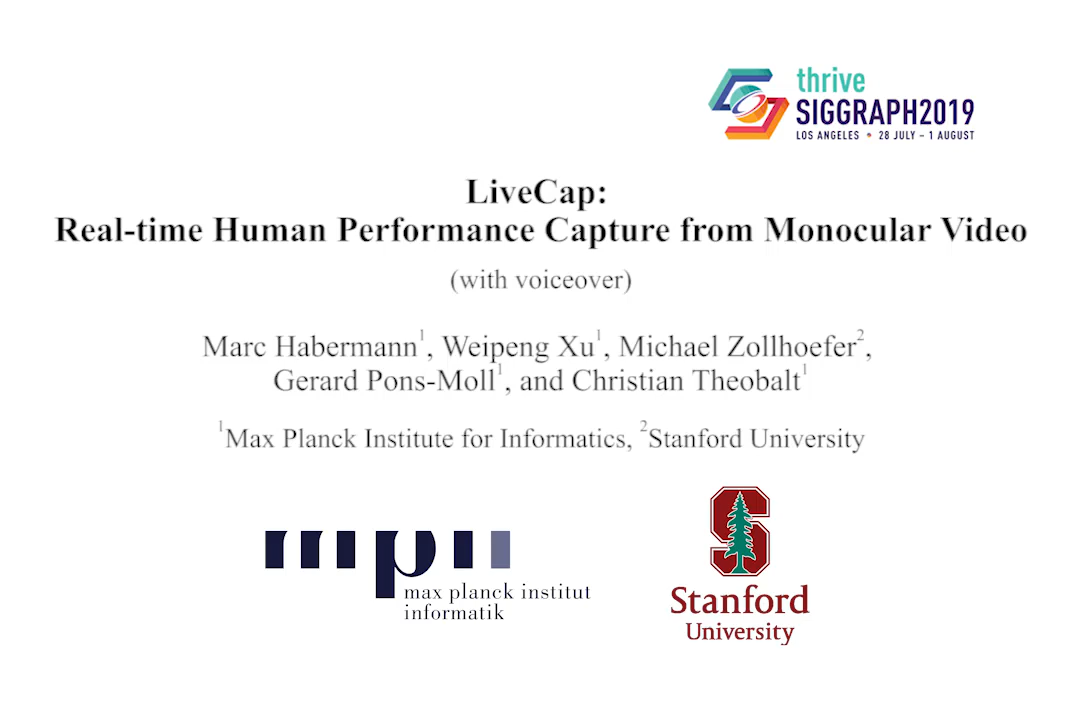 thrive
SIGGRAPH2019
LOS ANGELES • 28 JULY – 1 AUGUST
LiveCap:
Real-time Human Performance Capture from Monocular Video
(with voiceover)
Marc Habermann¹, Weipeng Xu¹, Michael Zollhoefer²,
Gerard Pons-Moll¹, and Christian Theobalt¹
¹Max Planck Institute for Informatics, ²Stanford University
mpii
max planck institut
informatik
S
Stanford
University